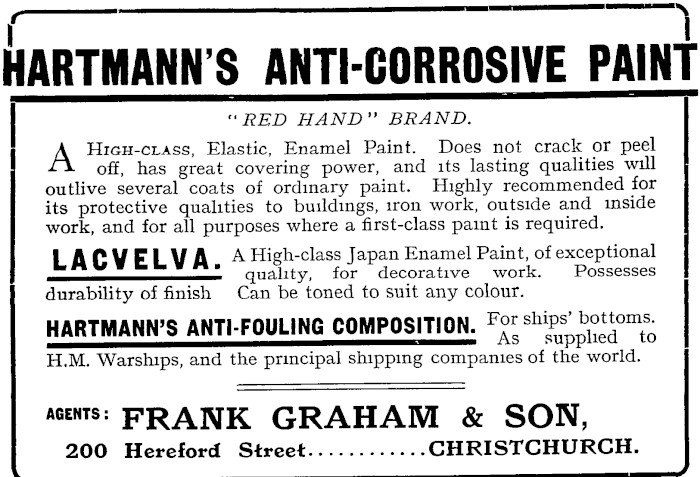 HARTMANN'S ANTI-CORROSIVE PAINT
"RED HAND" BRAND.
A HIGH-CLASS, Elastic, Enamel Paint. Does not crack or peel
off, has great covering power, and its lasting qualities will
outlive several coats of ordinary paint. Highly recommended for
its protective qualities to buildings, iron work, outside and inside
work, and for all purposes where a first-class paint is required.
LACVELVA. A High-class Japan Enamel Paint, of exceptional
quality, for decorative work. Possesses
durability of finish Can be toned to suit any colour.
HARTMANN'S ANTI-FOULING COMPOSITION. For ships' bottoms.
As supplied to
H.M. Warships, and the principal shipping companies of the world.
AGENTS: FRANK GRAHAM & SON,
200 Hereford Street............CHRISTCHURCH.